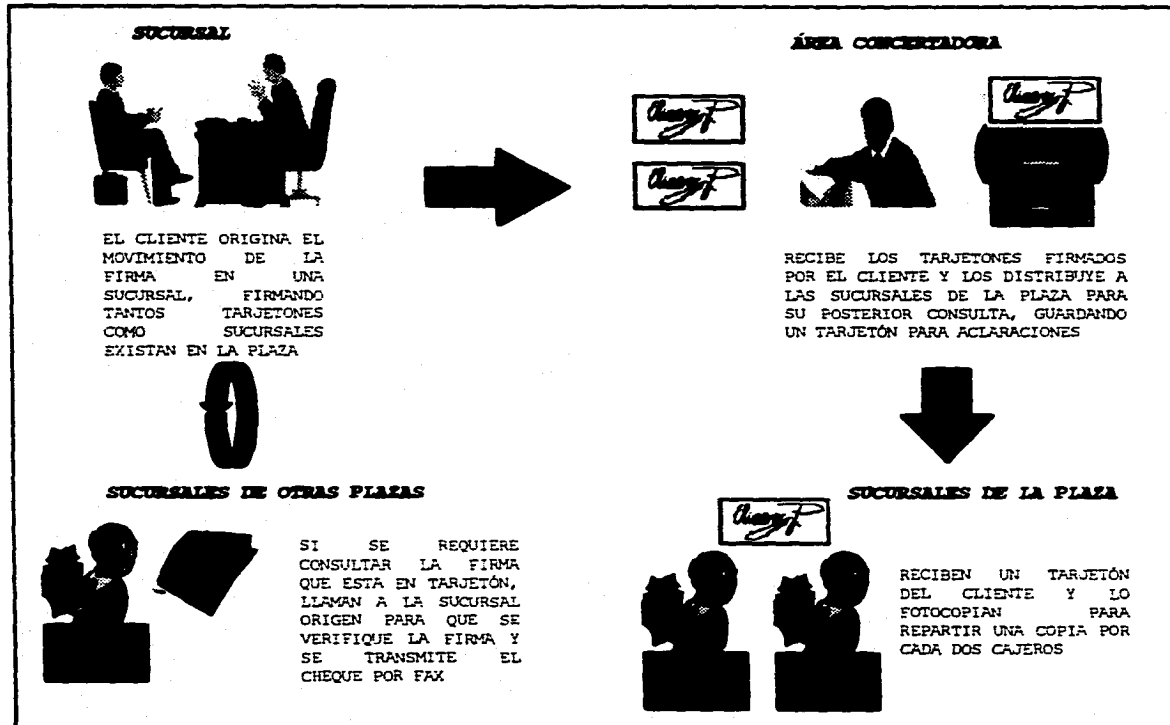 SUCURSAL
EL CLIENTE ORIGINA EL
MOVIMIENTO DE LA
FIRMA EN UNA
SUCURSAL, FIRMANDO
TANTOS TARJETONES
COMO SUCURSALES
EXISTAN EN LA PLAZA
ÁREA CONCERTADORA
RECIBE LOS TARJETONES FIRMADOS
POR EL CLIENTE Y LOS DISTRIBUYE A
LAS SUCURSALES DE LA PLAZA PARA
SU POSTERIOR CONSULTA, GUARDANDO
UN TARJETÓN PARA ACLARACIONES
SUCURSALES DE OTRAS PLAZAS
SI SE REQUIERE
CONSULTAR LA FIRMA
QUE ESTA EN TARJETÓN,
LLAMAN A LA SUCURSAL
ORIGEN PARA QUE SE
VERIFIQUE LA FIRMA Y
SE TRANSMITE EL
CHEQUE POR FAX
SUCURSALES DE LA PLAZA
RECIBEN UN TARJETÓN
DEL CLIENTE Y LO
FOTOCOPIAN PARA
REPARTIR UNA COPIA POR
CADA DOS CAJEROS